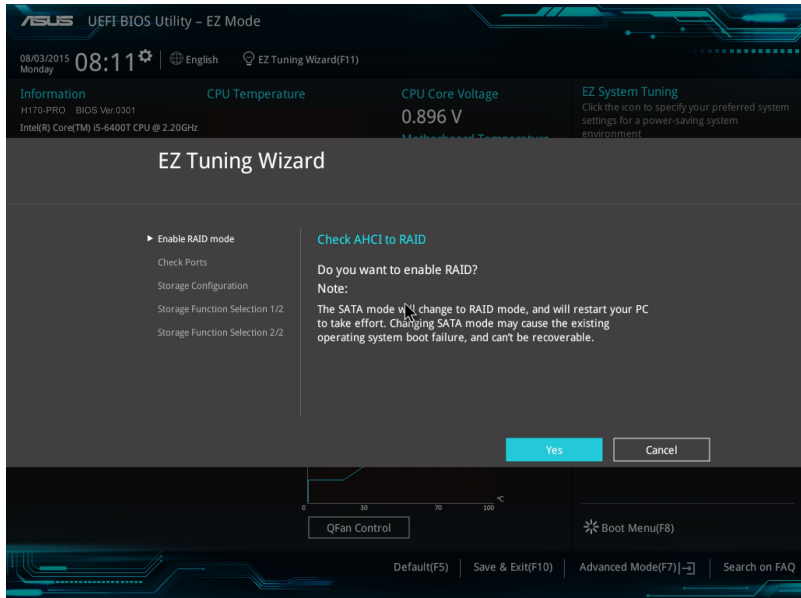 ASUS UEFI BIOS Utility – EZ Mode
08/03/2015
Monday
08:11
English
EZ Tuning Wizard(F11)
Information
H170-PRO BIOS Ver.0301
Intel(R) Core(TM) i5-6400T CPU @ 2.20GHz
CPU Temperature
CPU Core Voltage
0.896 V
Motherboard Temperature
EZ System Tuning
Click the icon to specify your preferred system
settings for a power-saving system
environment
EZ Tuning Wizard
Enable RAID mode
Check Ports
Storage Configuration
Storage Function Selection 1/2
Storage Function Selection 2/2
Check AHCI to RAID
Do you want to enable RAID?
Note:
The SATA mode will change to RAID mode, and will restart your PC
to take effort. Changing SATA mode may cause the existing
operating system boot failure, and can't be recoverable.
Yes
Cancel
°C
0 30 70 100
QFan Control
Boot Menu(F8)
Default(F5)
Save & Exit(F10)
Advanced Mode(F7)
Search on FAQ